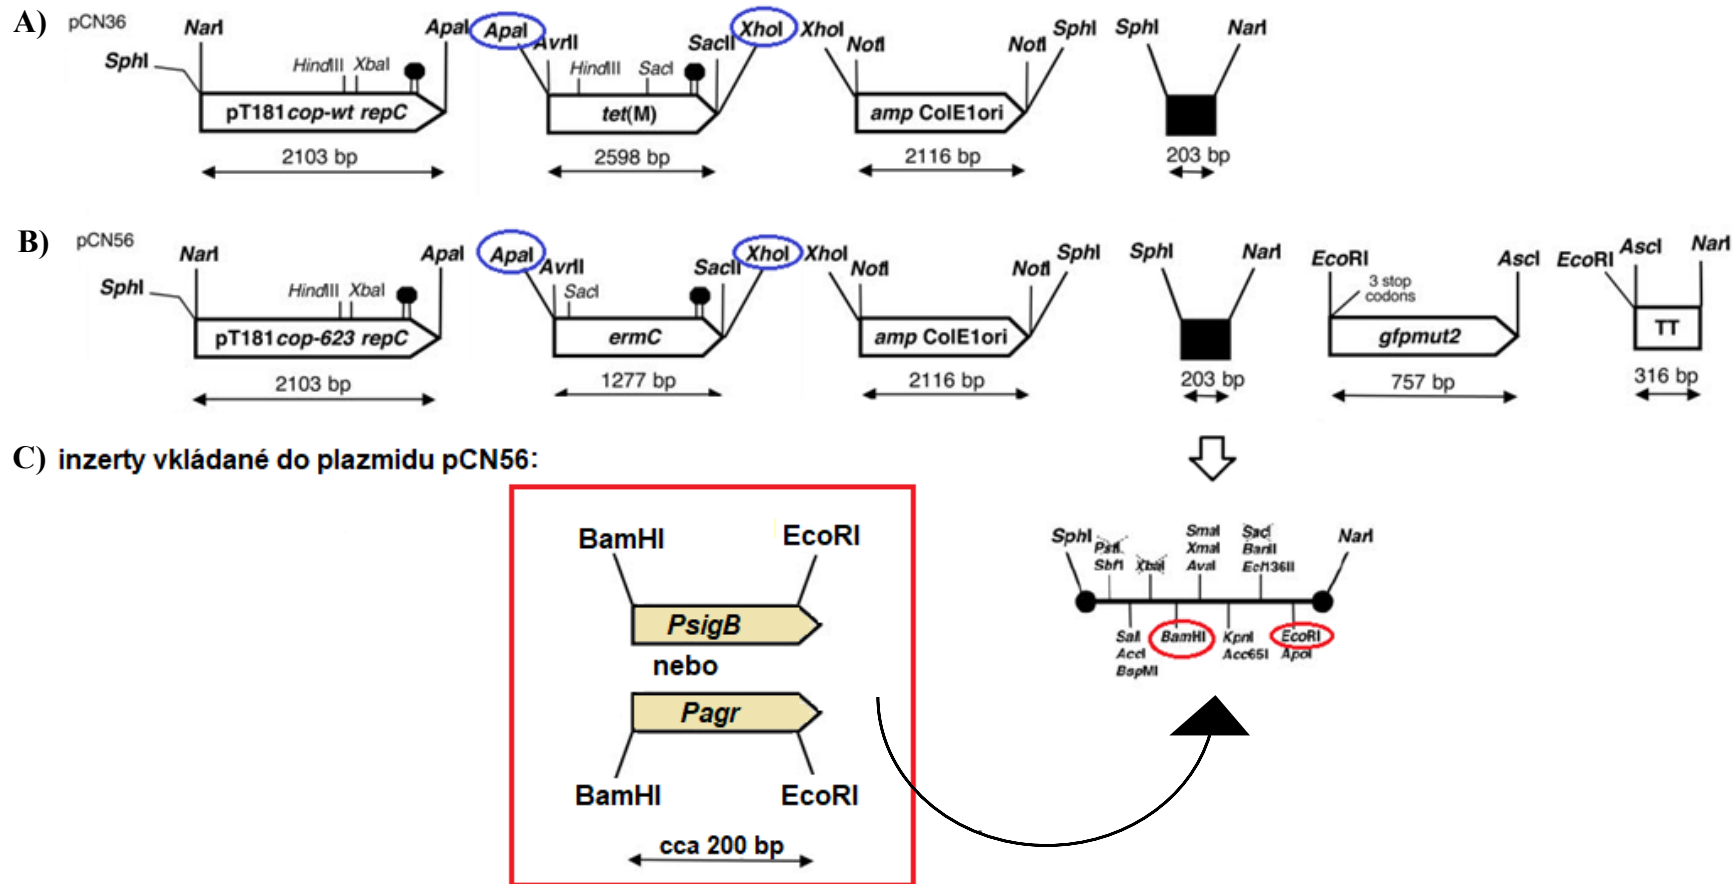 A) pCN36
SphI NarI HindIII XbaI ApaI
pT181cop-wt repC
2103 bp
ApaI AvrII HindIII SacI SacII XhoI
tet(M)
2598 bp
XhoI NotI NotI SphI
amp ColE1ori
2116 bp
SphI NarI
203 bp
B) pCN56
SphI NarI HindIII XbaI ApaI
pT181cop-623 repC
2103 bp
ApaI AvrII SacI SacII XhoI
ermC
1277 bp
XhoI NotI NotI SphI
amp ColE1ori
2116 bp
SphI NarI
203 bp
EcoRI AscI
3 stop
codons
gfpmut2
757 bp
EcoRI AscI NarI
TT
316 bp
C) inzerty vkládané do plazmidu pCN56:
BamHI EcoRI
PsigB
nebo
Pagr
BamHI EcoRI
cca 200 bp
SphI NarI
PstI
Sbf1
XbaI
SmaI
XmaI
AvaI
SacI
BanII
Ecl136II
SalI
AccI
BspMI
BamHI
KpnI
Acc65I
EcoRI
ApoI